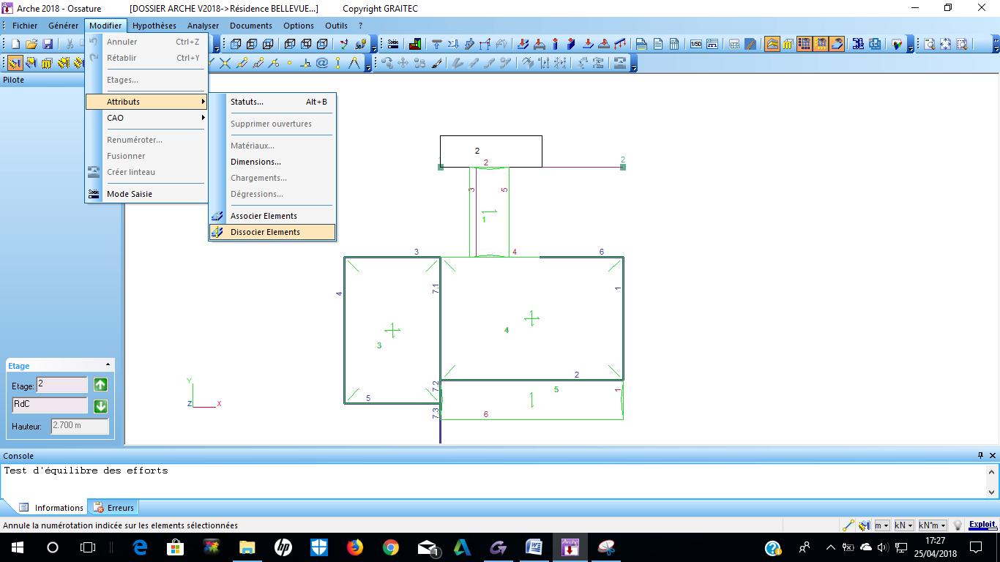 Arche 2018 - Ossature [DOSSIER ARCHE V2018->Résidence BELLEVUE...] Copyright GRAITEC
Fichier Générer Modifier Hypothèses Analyser Documents Options Outils ?
Annuler Ctrl+Z
Rétablir Ctrl+Y
Etages...
Attributs
CAO
Renuméroter...
Fusionner
Créer linteau
Mode Saisie
Statuts... Alt+B
Supprimer ouvertures
Matériaux...
Dimensions...
Chargements...
Dégressions...
Associer Elements
Dissocier Elements
1/50
Pilote
2
2
2
3
5
1
3
4
6
4
7.1
1
3
4
7.2
2
5
5
1
7.3
6
Y
Z
X
Etage
Etage: 2
RdC
Hauteur: 2.700 m
Console
Test d'équilibre des efforts
Informations Erreurs
Annule la numérotation indicée sur les elements sélectionnées
m kN kN*m Exploit.
hp
1
W
Arche
?
17:27
25/04/2018